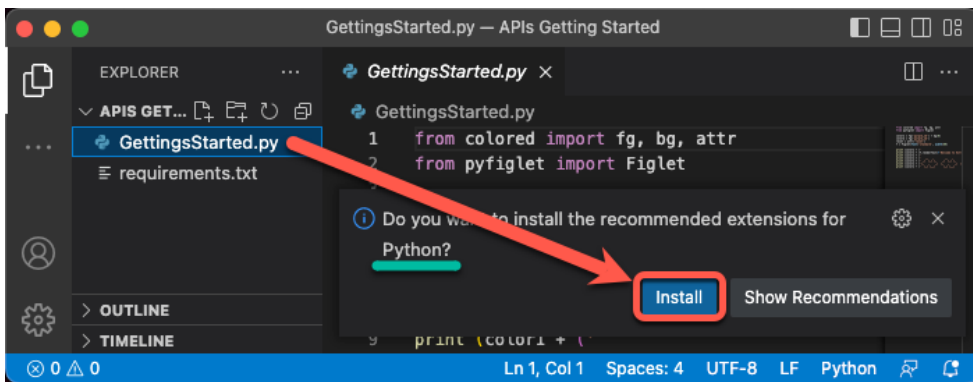 GettingsStarted.py — APIs Getting Started
EXPLORER
GettingsStarted.py
APIS GET...
GettingsStarted.py
GettingsStarted.py
1 from colored import fg, bg, attr
requirements.txt
2 from pyfiglet import Figlet
Do you want to install the recommended extensions for
Python?
Install Show Recommendations
OUTLINE
TIMELINE
9 print (color1 + (
0 0 Ln 1, Col 1 Spaces: 4 UTF-8 LF Python